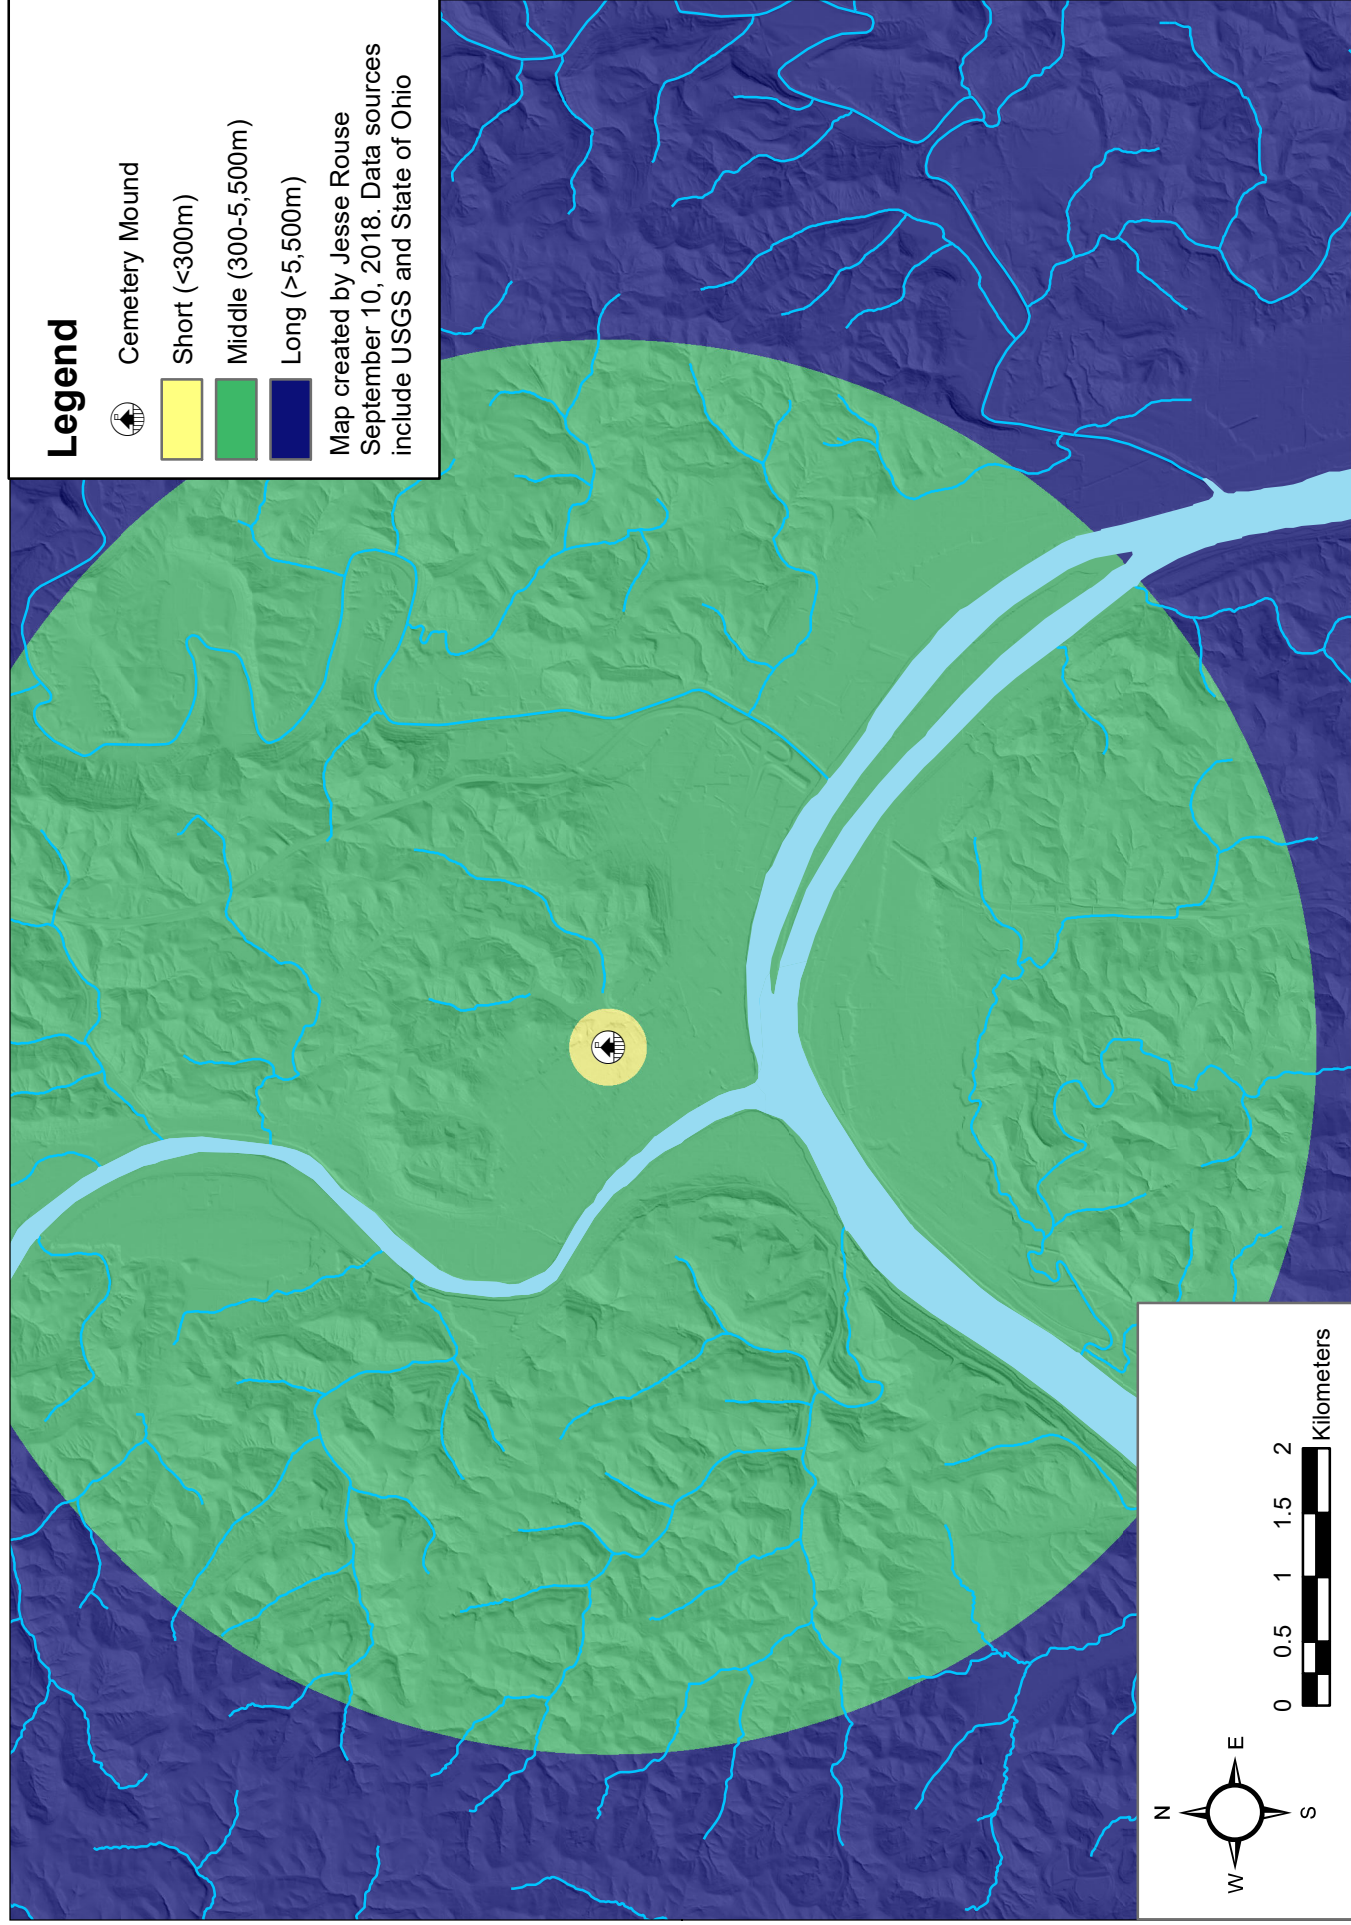 Legend
Cemetery Mound
Short (<300m)
Middle (300-5,500m)
Long (>5,500m)
Map created by Jesse Rouse
September 10, 2018. Data sources
include USGS and State of Ohio
N
W E
S
0 0.5 1 1.5 2
Kilometers